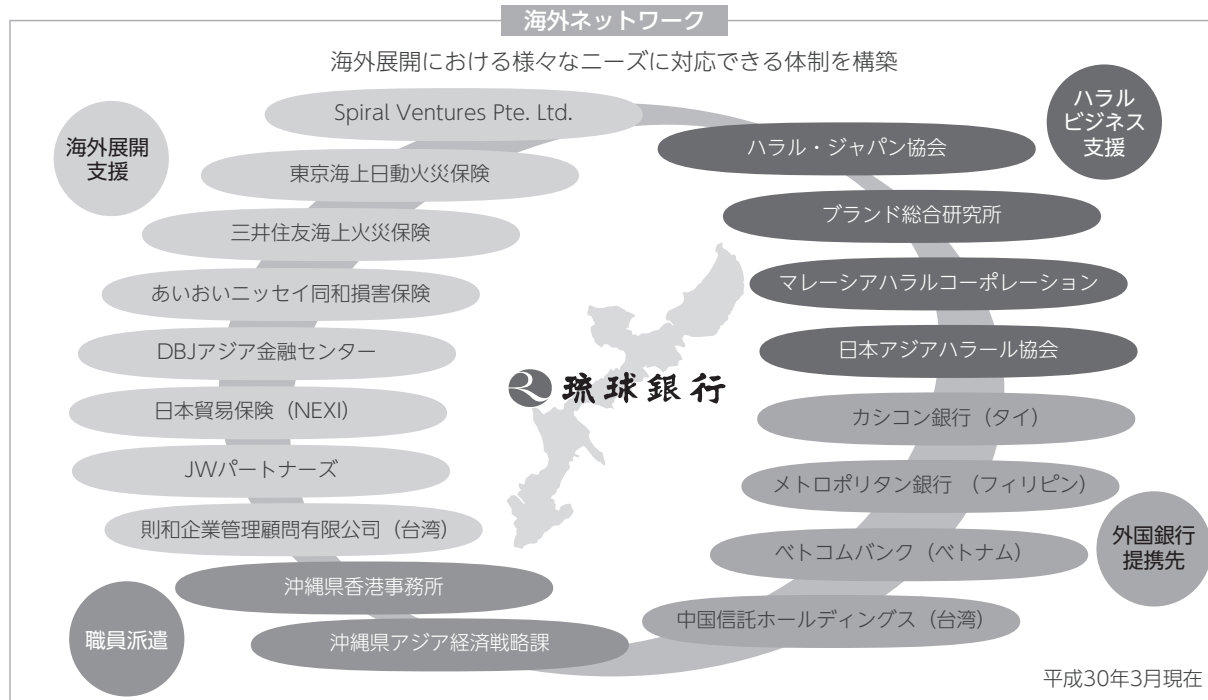 海外ネットワーク
海外展開における様々なニーズに対応できる体制を構築
海外展開
支援
Spiral Ventures Pte. Ltd.
東京海上日動火災保険
三井住友海上火災保険
あいおいニッセイ同和損害保険
DBJアジア金融センター
日本貿易保険（NEXI）
JWパートナーズ
則和企業管理顧問有限公司（台湾）
職員派遣
沖縄県香港事務所
沖縄県アジア経済戦略課
R 琉球銀行
ハラル
ビジネス
支援
ハラル・ジャパン協会
ブランド総合研究所
マレーシアハラルコーポレーション
日本アジアハラール協会
カシコン銀行（タイ）
メトロポリタン銀行 （フィリピン）
ベトコムバンク（ベトナム）
中国信託ホールディングス（台湾）
外国銀行
提携先
平成30年3月現在